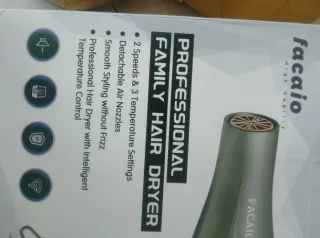 facaio
High Quality
PROFESSIONAL
FAMILY HAIR DRYER
• 2 Speeds & 3 Temperature Settings
• Detachable Air Nozzles
• Smooth Styling without Frizz
• Professional Hair Dryer with Intelligent
Temperature Control
FACAIO